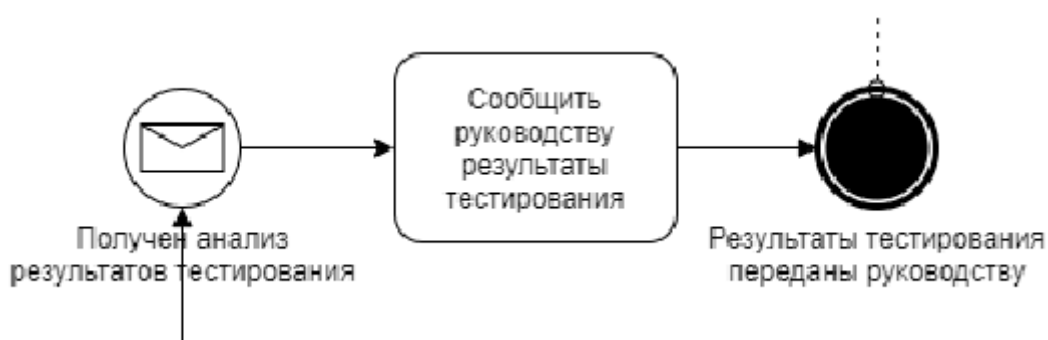 Сообщить
руководству
результаты
тестирования
Получен анализ
результатов тестирования
Результаты тестирования
переданы руководству